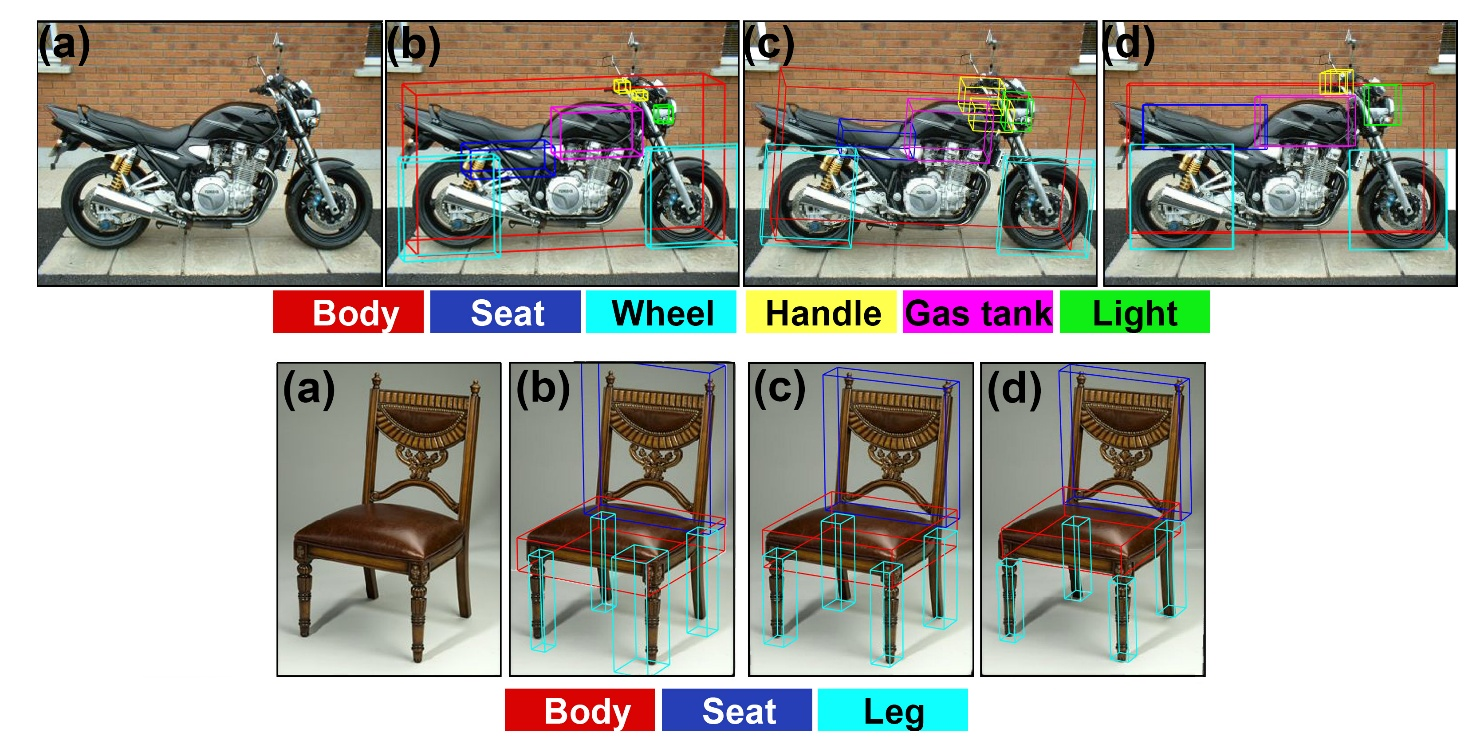 (a) (b) (c) (d)
Body Seat Wheel Handle Gas tank Light
(a) (b) (c) (d)
Body Seat Leg